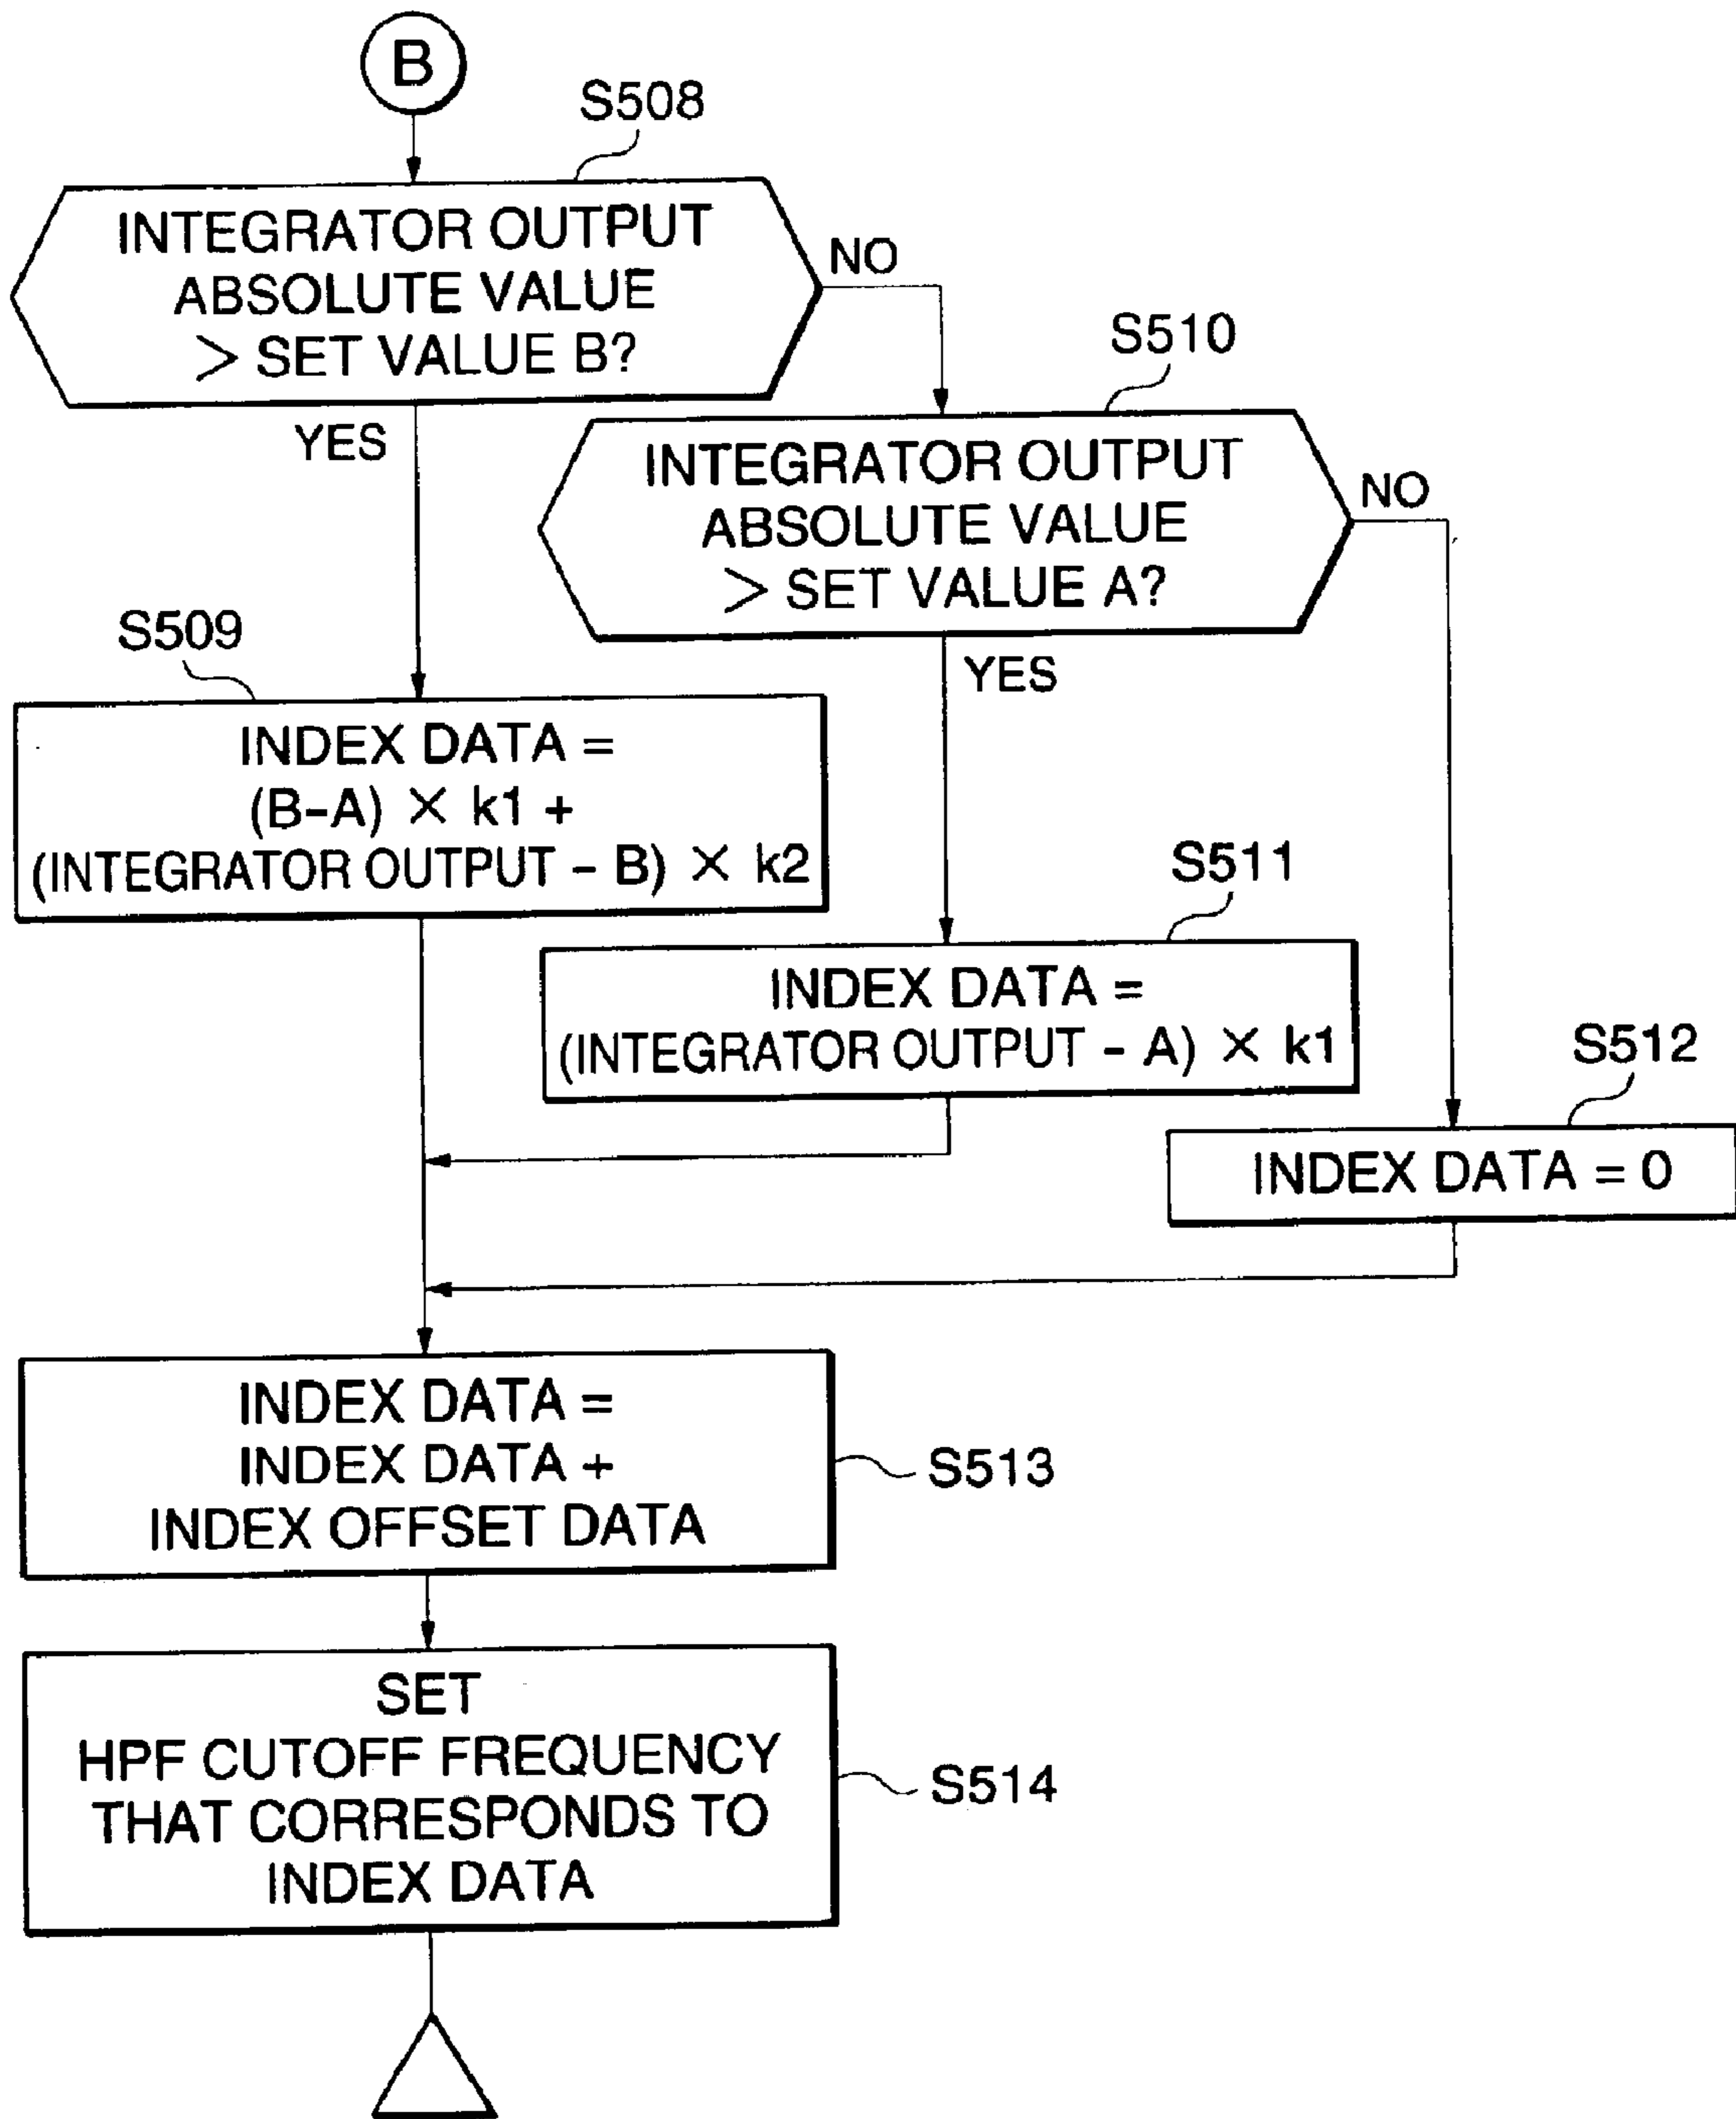 B
S508
INTEGRATOR OUTPUT
ABSOLUTE VALUE
> SET VALUE B?
NO
YES
S510
INTEGRATOR OUTPUT
ABSOLUTE VALUE
> SET VALUE A?
NO
YES
S509
INDEX DATA =
(B-A) × k1 +
(INTEGRATOR OUTPUT - B) × k2
S511
INDEX DATA =
(INTEGRATOR OUTPUT - A) × k1
S512
INDEX DATA = 0
INDEX DATA =
INDEX DATA +
INDEX OFFSET DATA
S513
SET
HPF CUTOFF FREQUENCY
THAT CORRESPONDS TO
INDEX DATA
S514